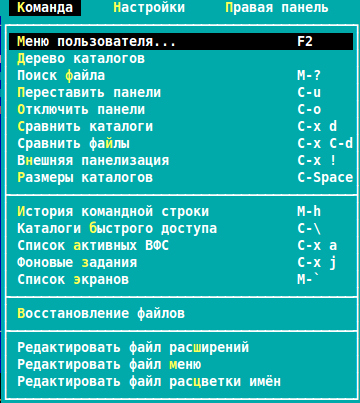 Команда Настройки Правая панель
Меню пользователя... F2
Дерево каталогов
Поиск файла M-?
Переставить панели C-u
Отключить панели C-o
Сравнить каталоги C-x d
Сравнить файлы C-x C-d
Внешняя панелизация C-x !
Размеры каталогов C-Space
История командной строки M-h
Каталоги быстрого доступа C-\
Список активных ВФС C-x a
Фоновые задания C-x j
Список экранов M-`
Восстановление файлов
Редактировать файл расширений
Редактировать файл меню
Редактировать файл расцветки имён